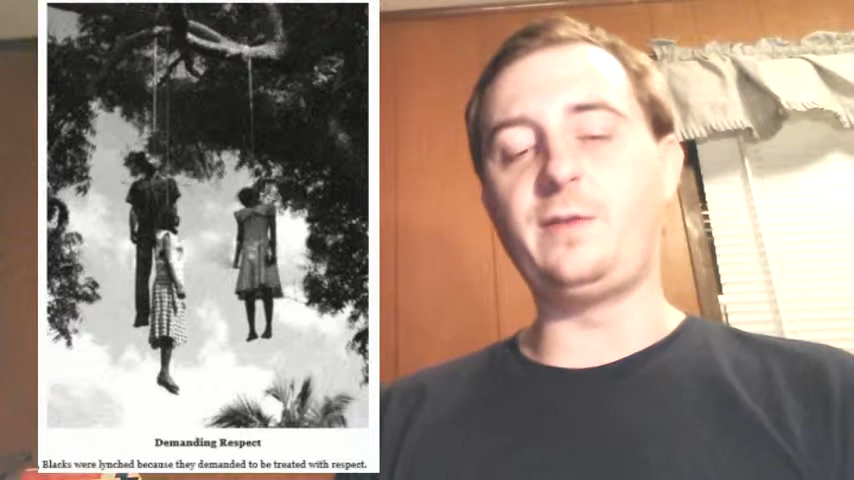 Demanding Respect
Blacks were lynched because they demanded to be treated with respect.